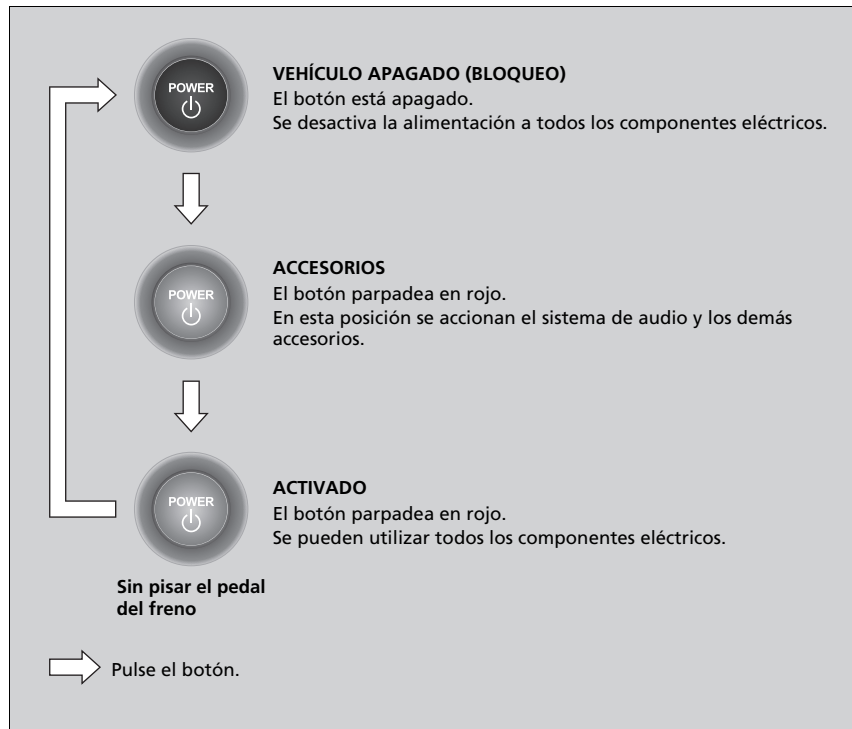 POWER
VEHÍCULO APAGADO (BLOQUEO)
El botón está apagado.
Se desactiva la alimentación a todos los componentes eléctricos.
POWER
ACCESORIOS
El botón parpadea en rojo.
En esta posición se accionan el sistema de audio y los demás
accesorios.
POWER
ACTIVADO
El botón parpadea en rojo.
Se pueden utilizar todos los componentes eléctricos.
Sin pisar el pedal
del freno
Pulse el botón.